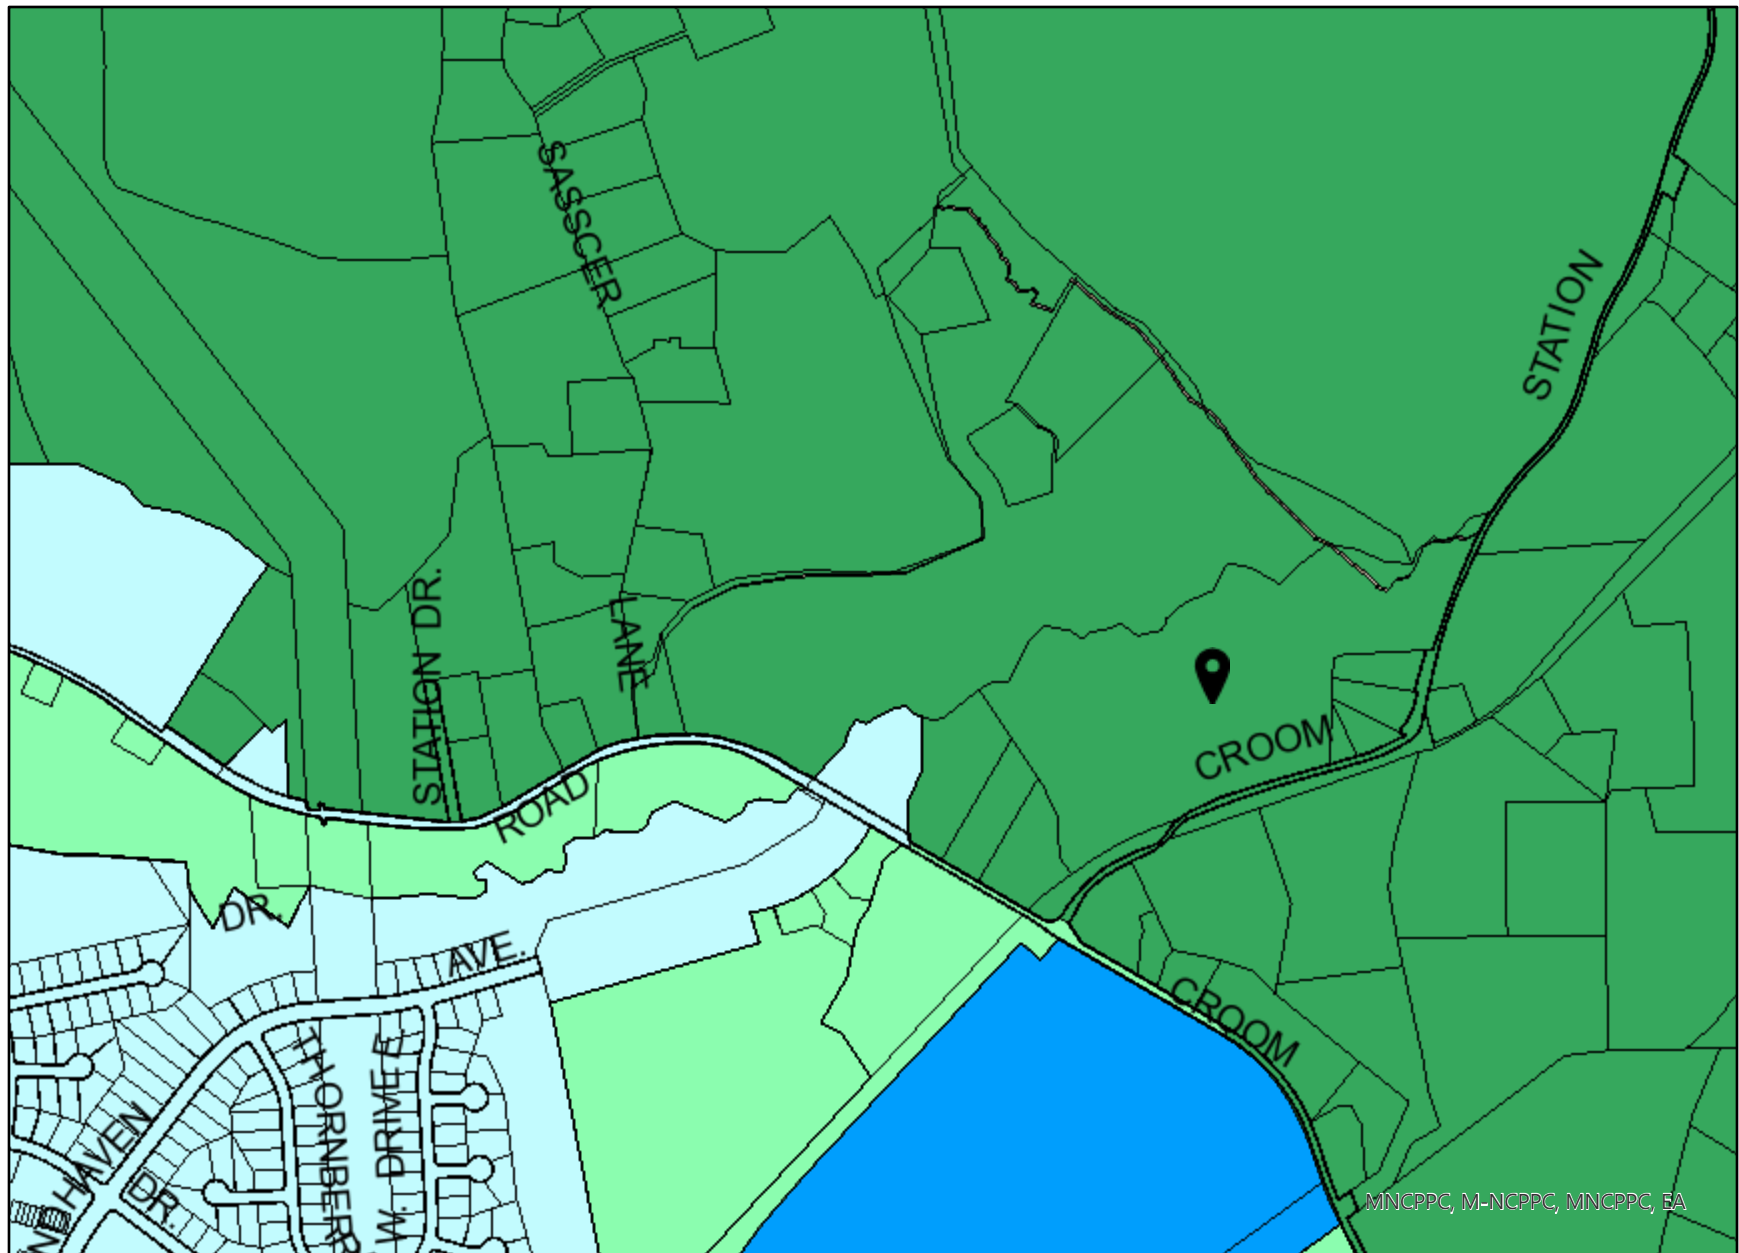 SASSCER
STATION
STATION DR.
LANE
CROOM
ROAD
DR.
AVE.
CROOM
THORNBERR
W. DRIVE
HAVEN
DR.
MNCPPC, M-NCPPC, MNCPPC, EA